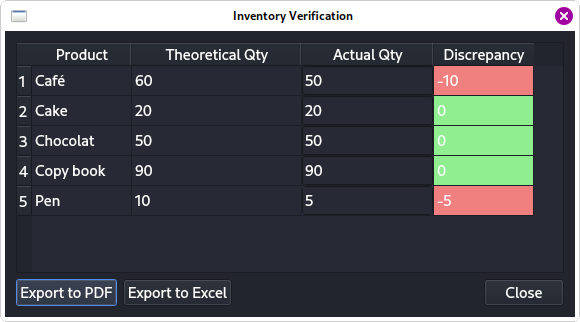 Inventory Verification
Product Theoretical Qty Actual Qty Discrepancy
1 Café 60 50 -10
2 Cake 20 20 0
3 Chocolat 50 50 0
4 Copy book 90 90 0
5 Pen 10 5 -5
Export to PDF Export to Excel Close